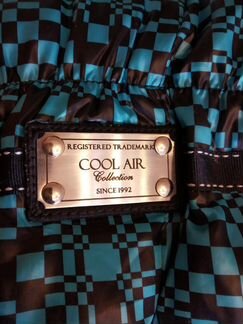 REGISTERED TRADEMARK
COOL AIR
Collection
SINCE 1992